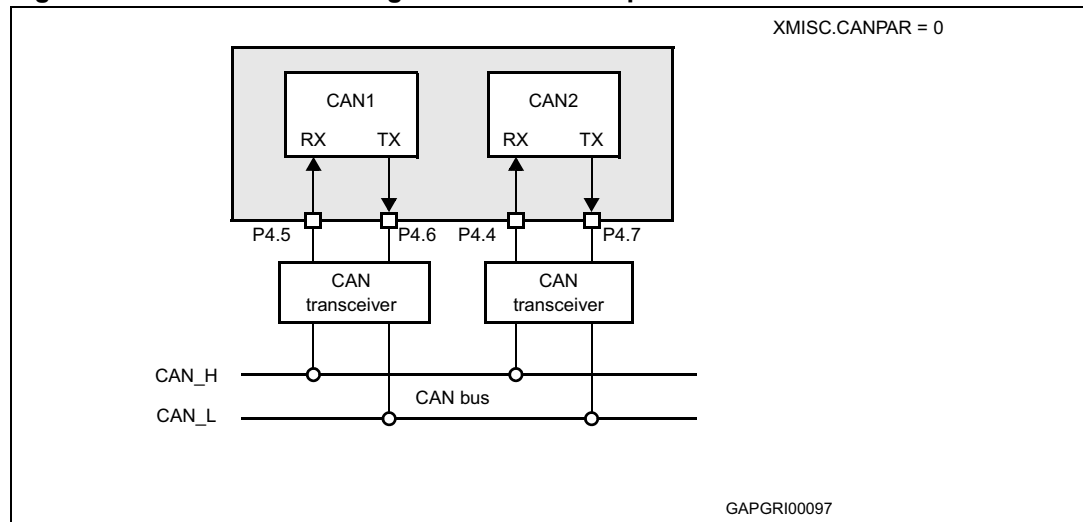 XMISC.CANPAR = 0
CAN1 CAN2
RX TX RX TX
P4.5 P4.6 P4.4 P4.7
CAN
transceiver
CAN
transceiver
CAN_H
CAN bus
CAN_L
GAPGRI00097